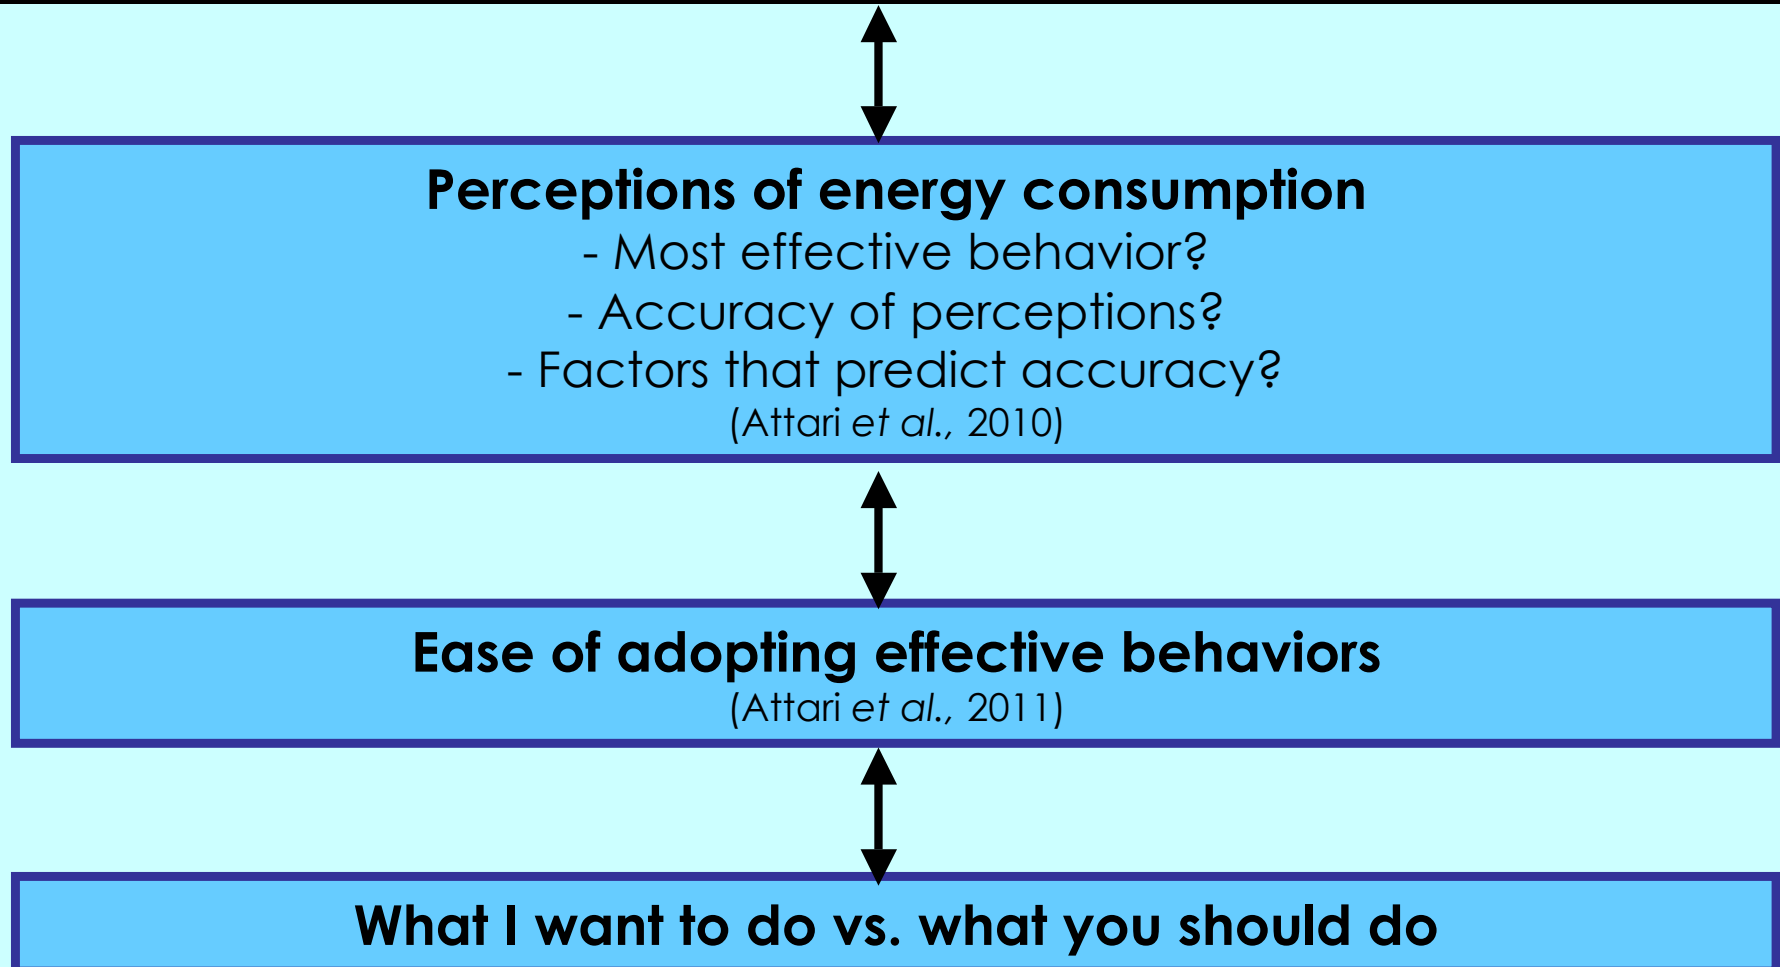 Perceptions of energy consumption
- Most effective behavior?
- Accuracy of perceptions?
- Factors that predict accuracy?
(Attari et al., 2010)
Ease of adopting effective behaviors
(Attari et al., 2011)
What I want to do vs. what you should do